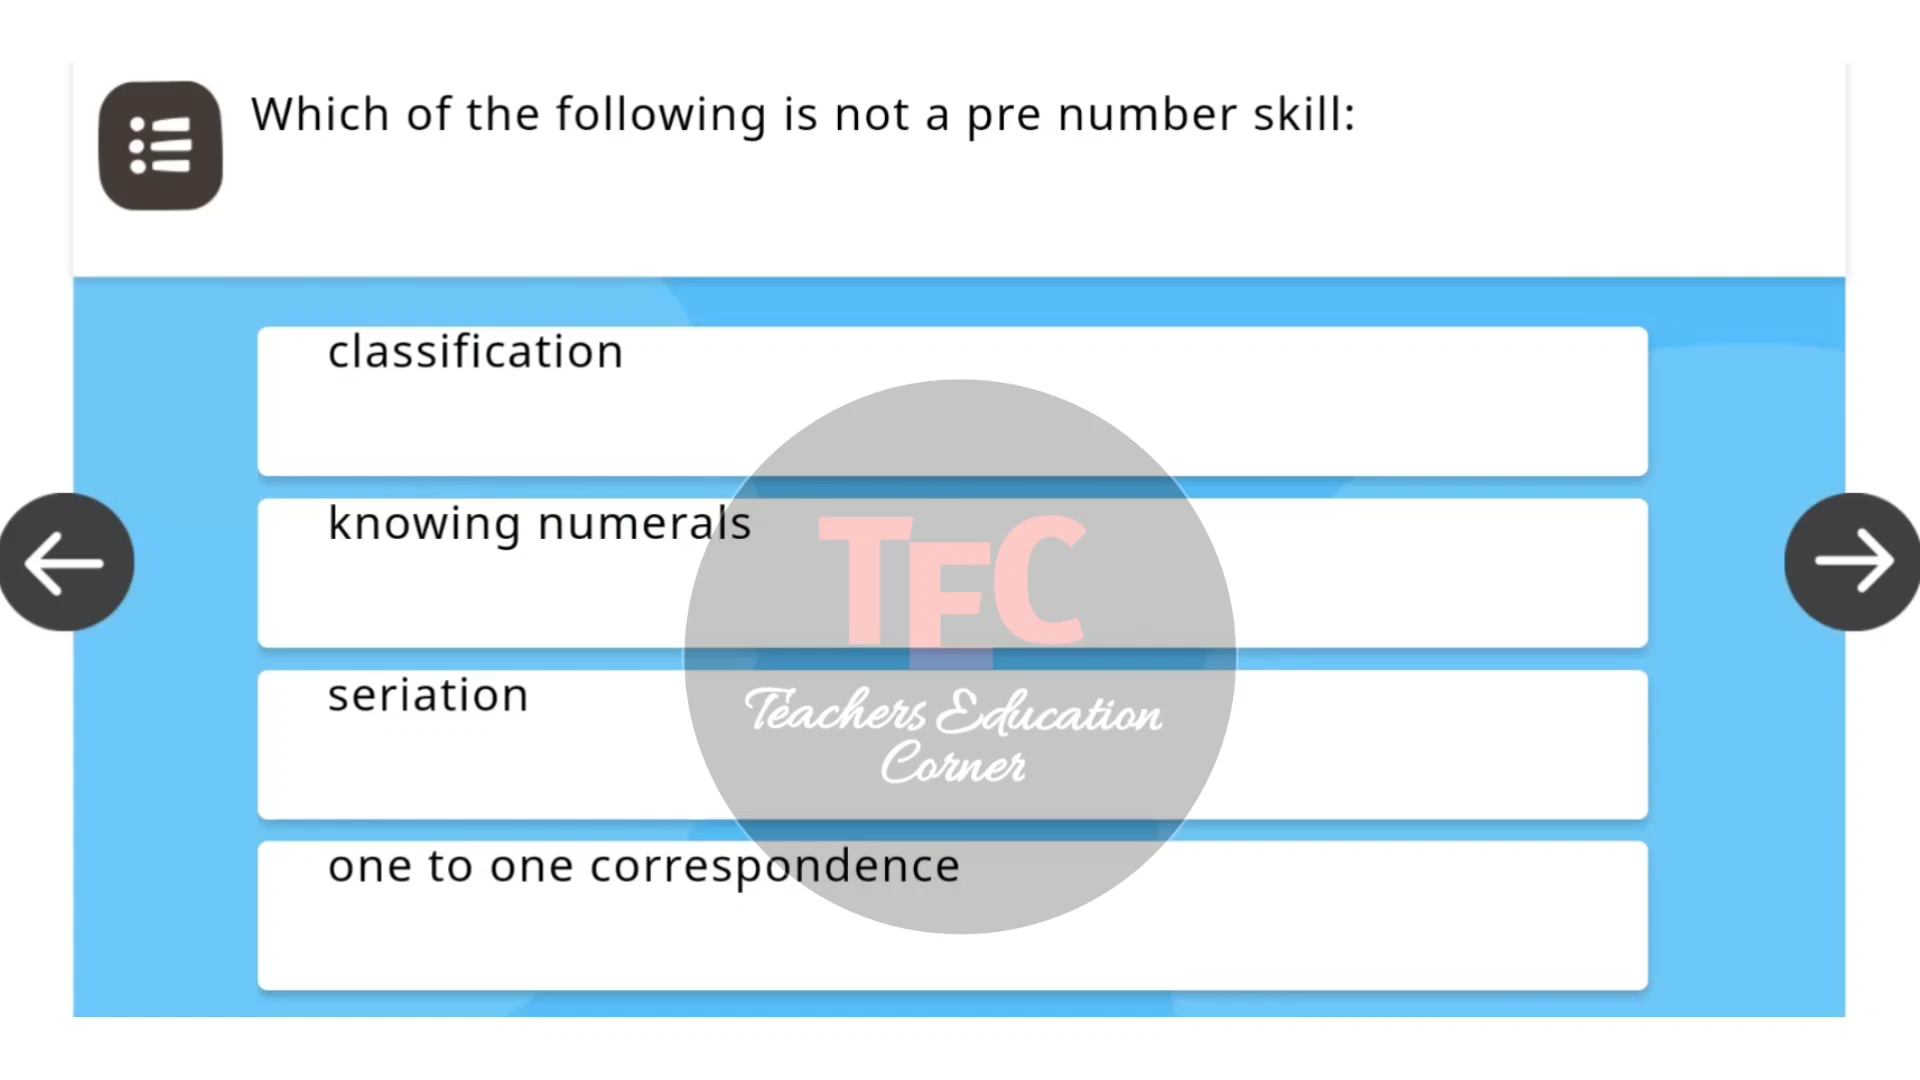 Which of the following is not a pre number skill:
classification
knowing numerals
seriation
one to one correspondence
TEC
Teachers Education
Corner